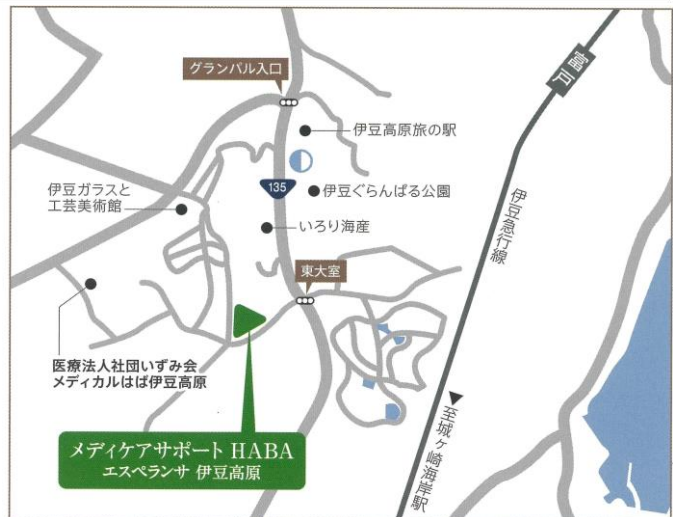 グランパル入口
富戸
伊豆高原旅の駅
135
伊豆ぐらんぱる公園
伊豆ガラスと
工芸美術館
いろり海産
伊豆急行線
東大室
医療法人社団いずみ会
メディカルはば伊豆高原
メディケアサポート HABA
エスペランサ 伊豆高原
至城ヶ崎海岸駅